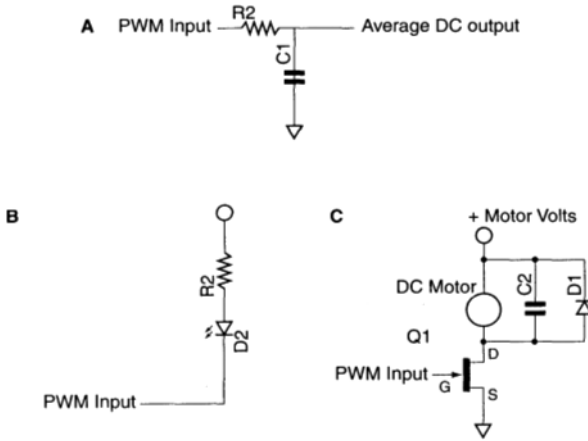 A PWM Input R2 Average DC output
C1
B
R2
D2
PWM Input
C
+ Motor Volts
DC Motor C2 D1
Q1
D
PWM Input
G
S